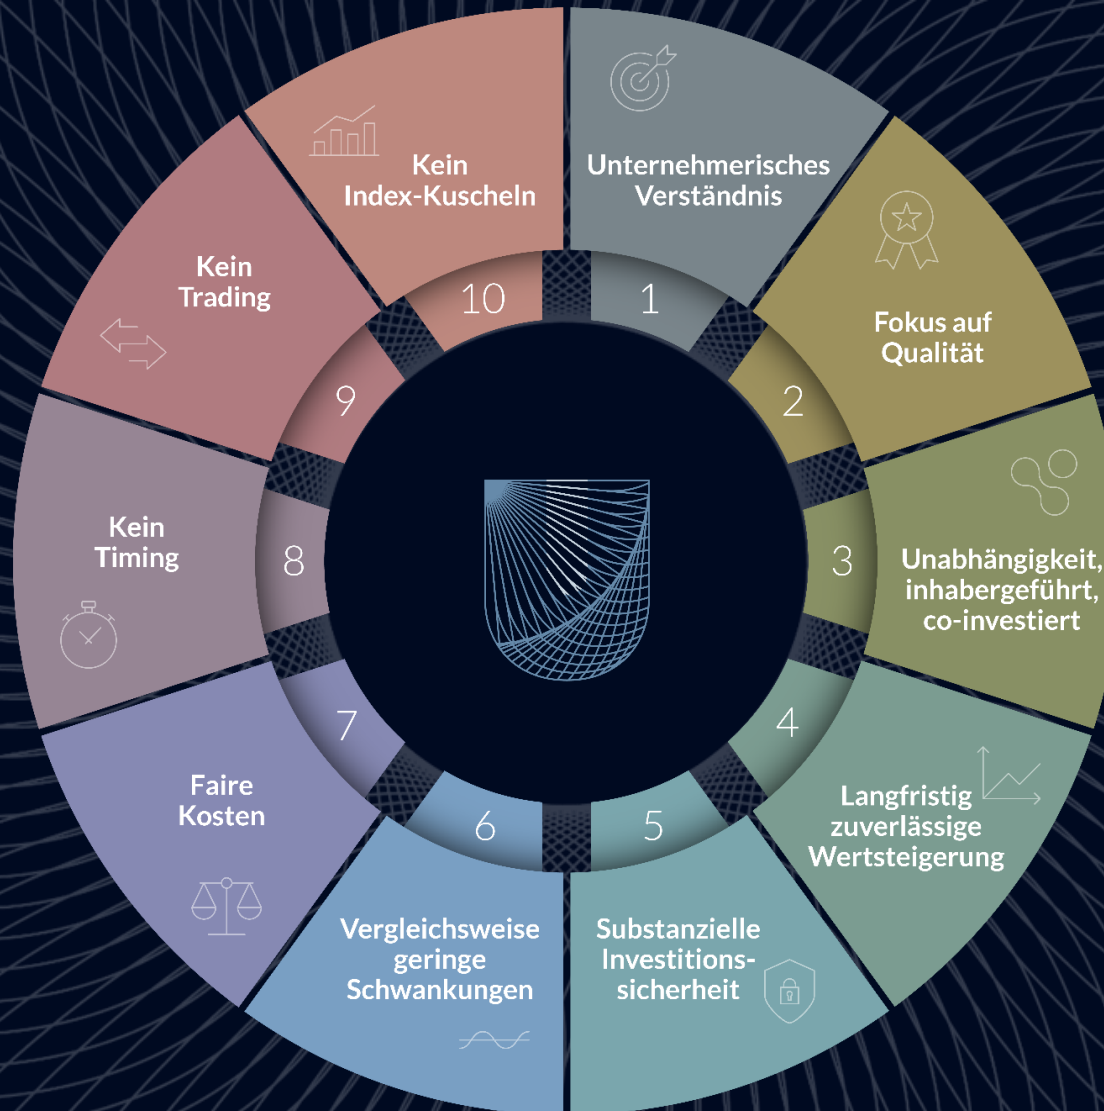 1
Unternehmerisches
Verständnis
2
Fokus auf
Qualität
3
Unabhängigkeit,
inhabergeführt,
co-investiert
4
Langfristig
zuverlässige
Wertsteigerung
5
Substanzielle
Investitions-
sicherheit
6
Vergleichsweise
geringe
Schwankungen
7
Faire
Kosten
8
Kein
Timing
9
Kein
Trading
10
Kein
Index-Kuscheln